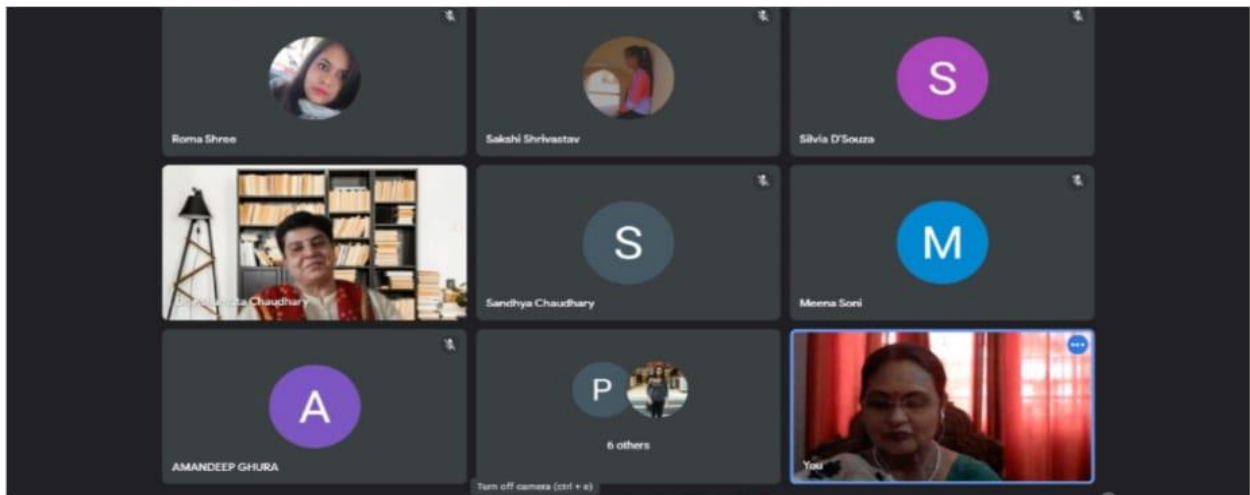 Roma Shree
Sakshi Shrivastav
S
Silvia D'Souza
Chaudhary
S
Sandhya Chaudhary
M
Meena Soni
A
AMANDEEP GHURA
P
6 others
You
Turn off camera (ctrl + e)